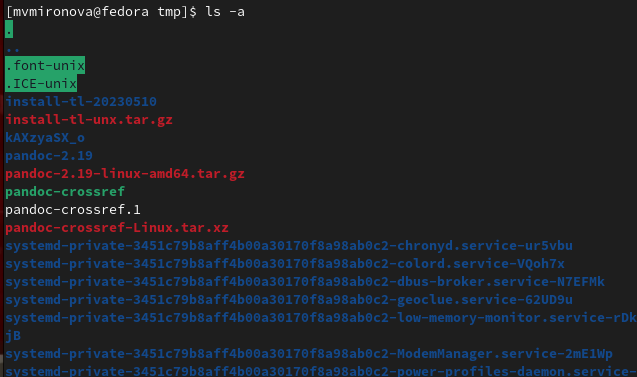 [mvmironova@fedora tmp]$ ls -a
.
..
.font-unix
.ICE-unix
install-tl-20230510
install-tl-unx.tar.gz
kAXzyaSX_o
pandoc-2.19
pandoc-2.19-linux-amd64.tar.gz
pandoc-crossref
pandoc-crossref.1
pandoc-crossref-Linux.tar.xz
systemd-private-3451c79b8aff4b00a30170f8a98ab0c2-chronyd.service-ur5vbu
systemd-private-3451c79b8aff4b00a30170f8a98ab0c2-colord.service-VQoh7x
systemd-private-3451c79b8aff4b00a30170f8a98ab0c2-dbus-broker.service-N7EFMk
systemd-private-3451c79b8aff4b00a30170f8a98ab0c2-geoclue.service-62UD9u
systemd-private-3451c79b8aff4b00a30170f8a98ab0c2-low-memory-monitor.service-rDk
jB
systemd-private-3451c79b8aff4b00a30170f8a98ab0c2-ModemManager.service-2mE1Wp
systemd-private-3451c79b8aff4b00a30170f8a98ab0c2-power-profiles-daemon.service-